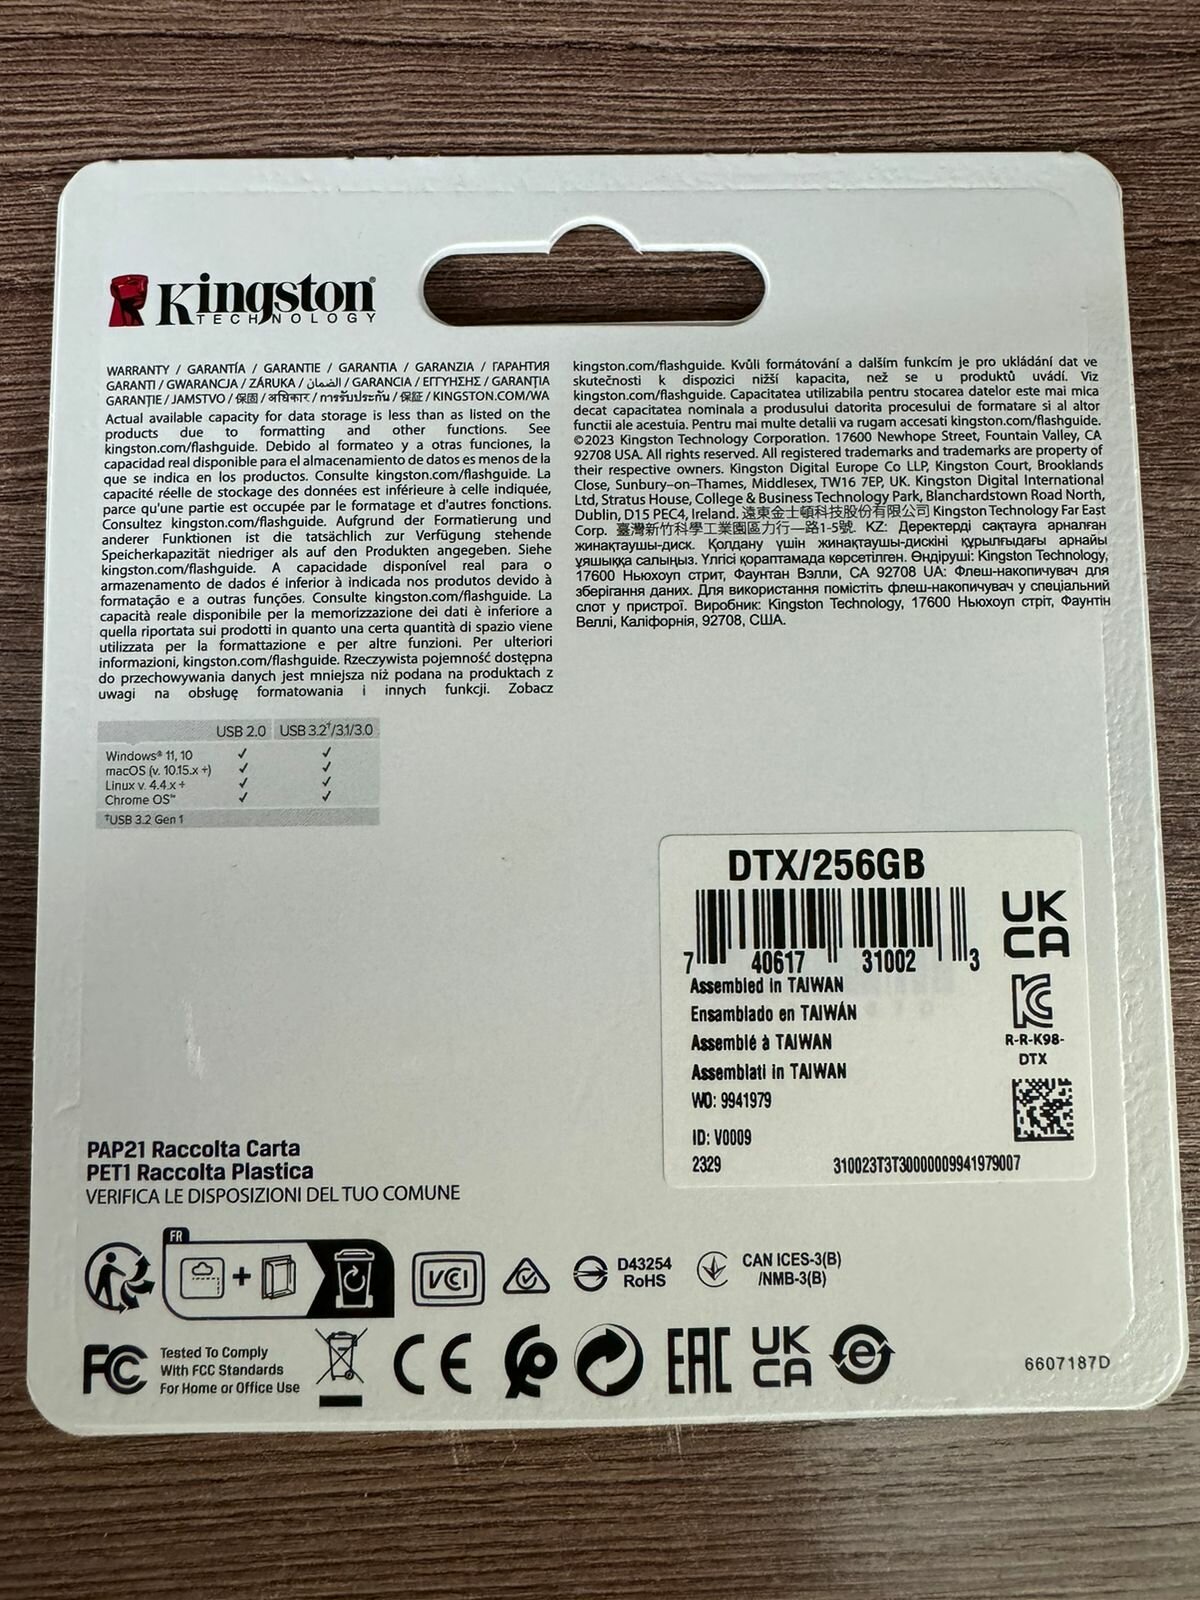 Kingston®
TECHNOLOGY
WARRANTY / GARANTÍA / GARANTIE / GARANTIA / GARANZIA / ГАРАНТИЯ
GARANTI / GWARANCJA / ZÁRUKA / الضمان / GARANCIA / ΕΓΓΥΗΣΗΣ / GARANȚIA
GARANȚIE / JAMSTVO / 保固 / अधिकार / การรับประกัน / 保証 / KINGSTON.COM/WA
Actual available capacity for data storage is less than as listed on the
products due to formatting and other functions. See
kingston.com/flashguide. Debido al formateo y a otras funciones, la
capacidad real disponible para el almacenamiento de datos es menos de la
que se indica en los productos. Consulte kingston.com/flashguide. La
capacité réelle de stockage des données est inférieure à celle indiquée,
parce qu'une partie est occupée par le formatage et d'autres fonctions.
Consultez kingston.com/flashguide. Aufgrund der Formatierung und
anderer Funktionen ist die tatsächlich zur Verfügung stehende
Speicherkapazität niedriger als auf den Produkten angegeben. Siehe
kingston.com/flashguide. A capacidade disponível real para o
armazenamento de dados é inferior à indicada nos produtos devido à
formatação e a outras funções. Consulte kingston.com/flashguide. La
capacità reale disponibile per la memorizzazione dei dati è inferiore a
quella riportata sui prodotti in quanto una certa quantità di spazio viene
utilizzata per la formattazione e per altre funzioni. Per ulteriori
informazioni, kingston.com/flashguide. Rzeczywista pojemność dostępna
do przechowywania danych jest mniejsza niż podana na produktach z
uwagi na obsługę formatowania i innych funkcji. Zobacz
kingston.com/flashguide. Kvůli formátování a dalším funkcím je pro ukládání dat ve
skutečnosti k dispozici nižší kapacita, než se u produktů uvádí. Viz
kingston.com/flashguide. Capacitatea utilizabila pentru stocarea datelor este mai mica
decat capacitatea nominala a produsului datorita procesului de formatare si al altor
functii ale acestuia. Pentru mai multe detalii va rugam accesati kingston.com/flashguide.
©2023 Kingston Technology Corporation. 17600 Newhope Street, Fountain Valley, CA
92708 USA. All rights reserved. All registered trademarks and trademarks are property of
their respective owners. Kingston Digital Europe Co LLP, Kingston Court, Brooklands
Close, Sunbury-on-Thames, Middlesex, TW16 7EP, UK. Kingston Digital International
Ltd, Stratus House, College & Business Technology Park, Blanchardstown Road North,
Dublin, D15 PEC4, Ireland. 遠東金士頓科技股份有限公司 Kingston Technology Far East
Corp. 臺灣新竹科學工業園區力行一路1-5號. KZ: Деректерді сақтауға арналған
жинақтаушы-диск. Қолдану үшін жинақтаушы-дискіні құрылғыдағы арнайы
ұяшыққа салыңыз. Үлгісі қораптамада көрсетілген. Өндіруші: Kingston Technology,
17600 Ньюхоуп стрит, Фаунтан Вэлли, CA 92708 UA: Флеш-накопичувач для
зберігання даних. Для використання помістіть флеш-накопичувач у спеціальний
слот у пристрої. Виробник: Kingston Technology, 17600 Ньюхоуп стріт, Фаунтін
Веллі, Каліфорнія, 92708, США.
USB 2.0 USB 3.2†/3.1/3.0
Windows® 11, 10 ✓ ✓
macOS (v. 10.15.x +) ✓ ✓
Linux v. 4.4.x + ✓ ✓
Chrome OS™ ✓ ✓
†USB 3.2 Gen 1
DTX/256GB
7 40617 31002 3
UK
CA
Assembled in TAIWAN
Ensamblado en TAIWÁN
Assemblé à TAIWAN
Assemblati in TAIWAN
R-R-K98-
DTX
WO: 9941979
ID: V0009
2329 310023T3T30000009941979007
PAP21 Raccolta Carta
PET1 Raccolta Plastica
VERIFICA LE DISPOSIZIONI DEL TUO COMUNE
FR
VCI
D43254
RoHS
CAN ICES-3(B)
/NMB-3(B)
FC
Tested To Comply
With FCC Standards
For Home or Office Use
CE
EAC
UK
CA
e
6607187D